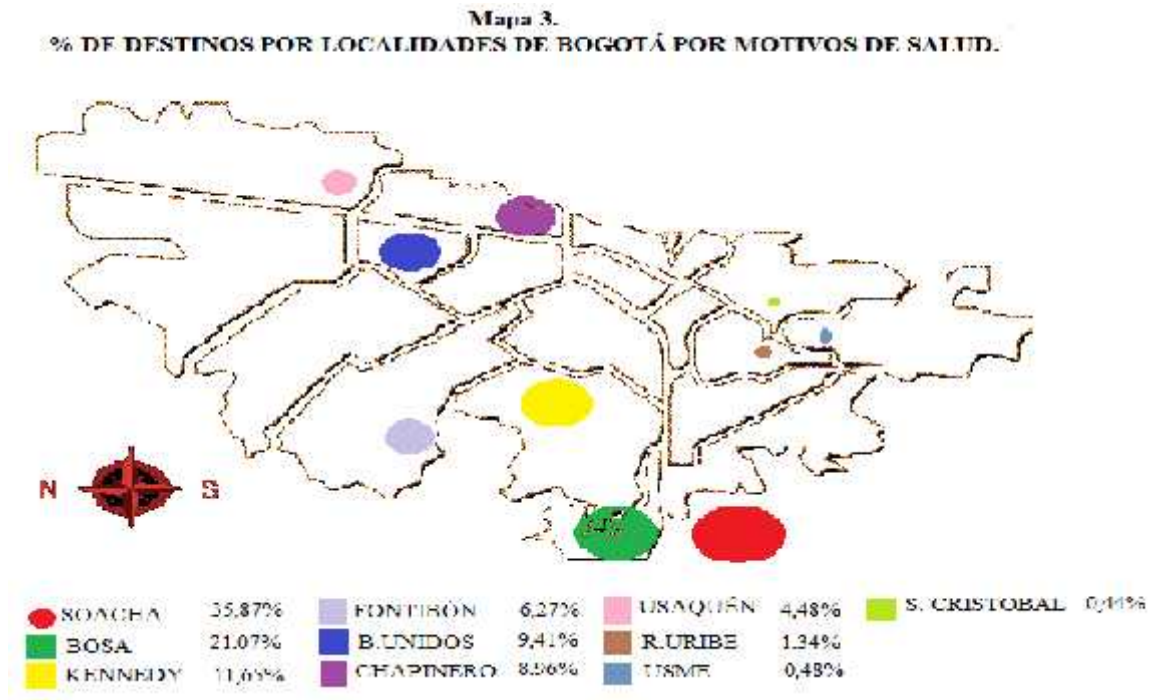 Mapa 3.
% DE DESTINOS POR LOCALIDADES DE BOGOTÁ POR MOTIVOS DE SALUD.
N S
SOACHA 35,87%
BOSA 21.07%
KENNEDY 11,65%
FONTIBÓN 6,27%
B.UNIDOS 9,41%
CHAPINERO 8.96%
USAQUÉN 4,48%
R.URIBE 1.34%
USME 0,48%
S. CRISTOBAL 0,44%